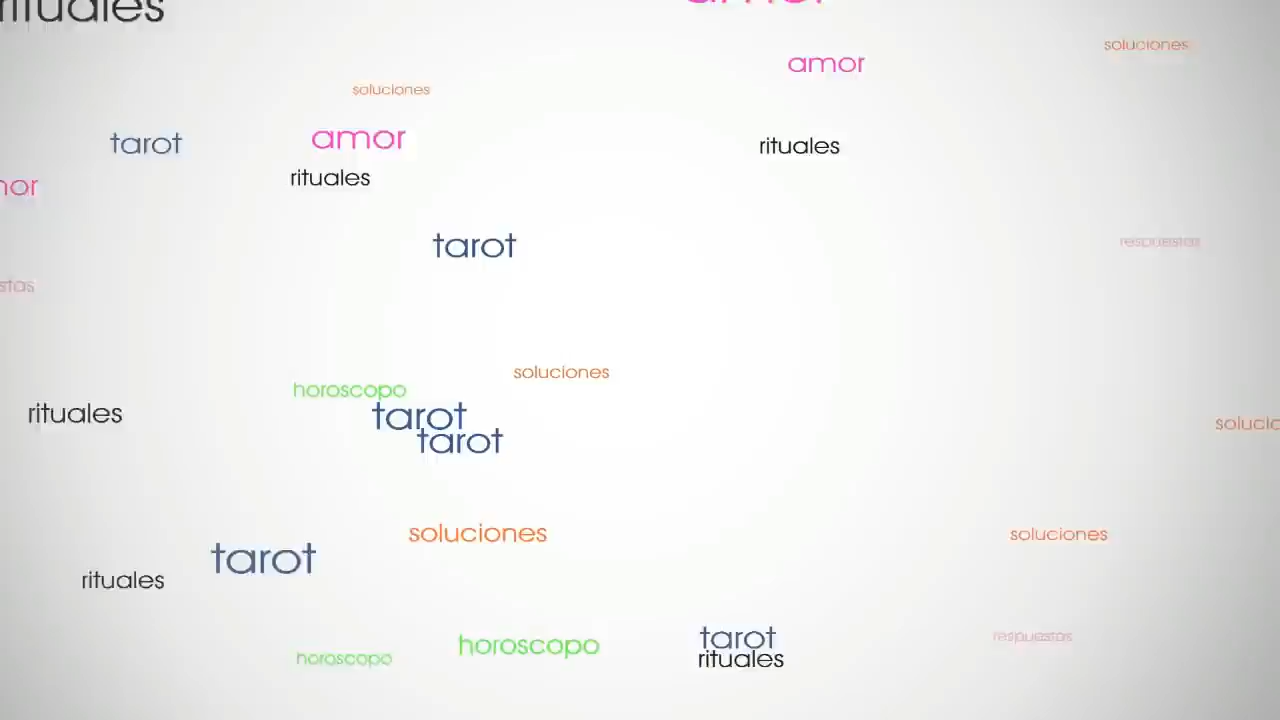 rituales
amor
soluciones
amor
soluciones
amor
tarot
rituales
rituales
tarot
respuestas
horoscopo
soluciones
rituales
tarot
tarot
soluciones
soluciones
tarot
rituales
tarot
horoscopo
rituales
horoscopo
respuestas